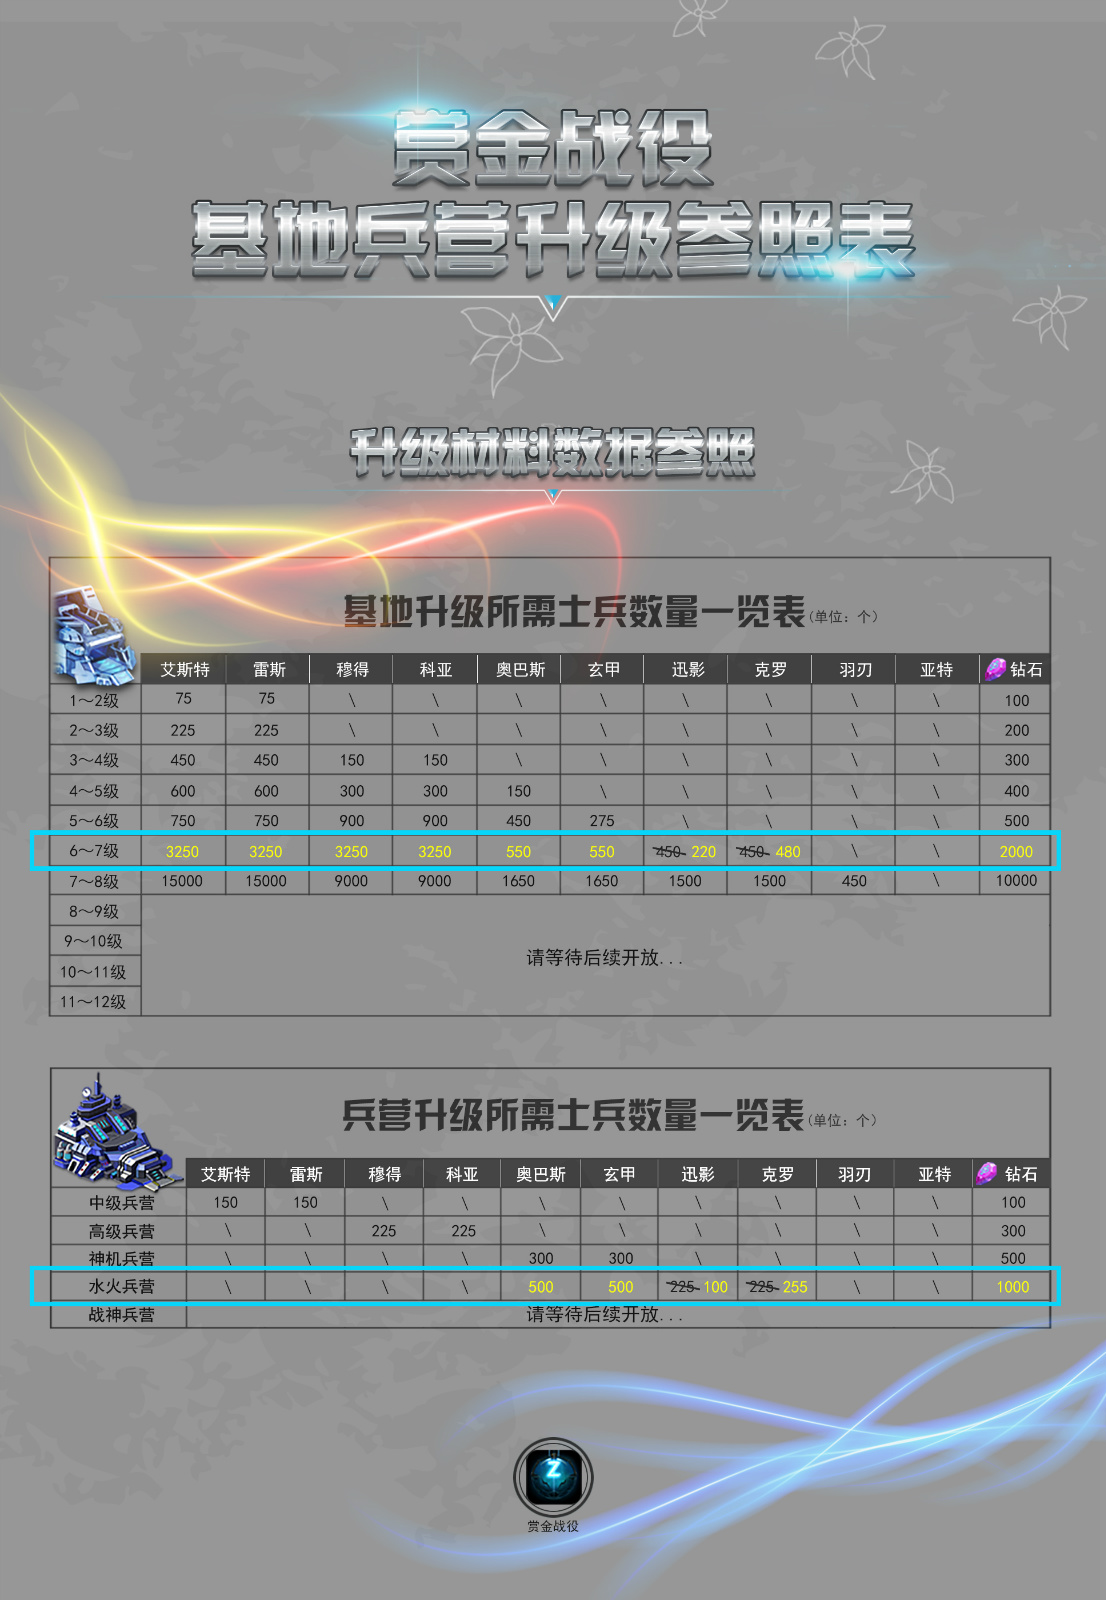 赏金战役
基地兵营升级参照表
升级材料数据参照
基地升级所需士兵数量一览表(单位：个)
艾斯特 雷斯 穆得 科亚 奥巴斯 玄甲 迅影 克罗 羽刃 亚特 钻石
1～2级 75 75 \ \ \ \ \ \ \ \ 100
2～3级 225 225 \ \ \ \ \ \ \ \ 200
3～4级 450 450 150 150 \ \ \ \ \ \ 300
4～5级 600 600 300 300 150 \ \ \ \ \ 400
5～6级 750 750 900 900 450 275 \ \ \ \ 500
6～7级 3250 3250 3250 3250 550 550 450 220 450 480 \ \ 2000
7～8级 15000 15000 9000 9000 1650 1650 1500 1500 450 \ 10000
8～9级
9～10级
请等待后续开放...
10～11级
11～12级
兵营升级所需士兵数量一览表(单位：个)
艾斯特 雷斯 穆得 科亚 奥巴斯 玄甲 迅影 克罗 羽刃 亚特 钻石
中级兵营 150 150 \ \ \ \ \ \ \ \ 100
高级兵营 \ \ 225 225 \ \ \ \ \ \ 300
神机兵营 \ \ \ \ 300 300 \ \ \ \ 500
水火兵营 \ \ \ \ 500 500 225 100 225 255 \ \ 1000
战神兵营 请等待后续开放...
Z
赏金战役